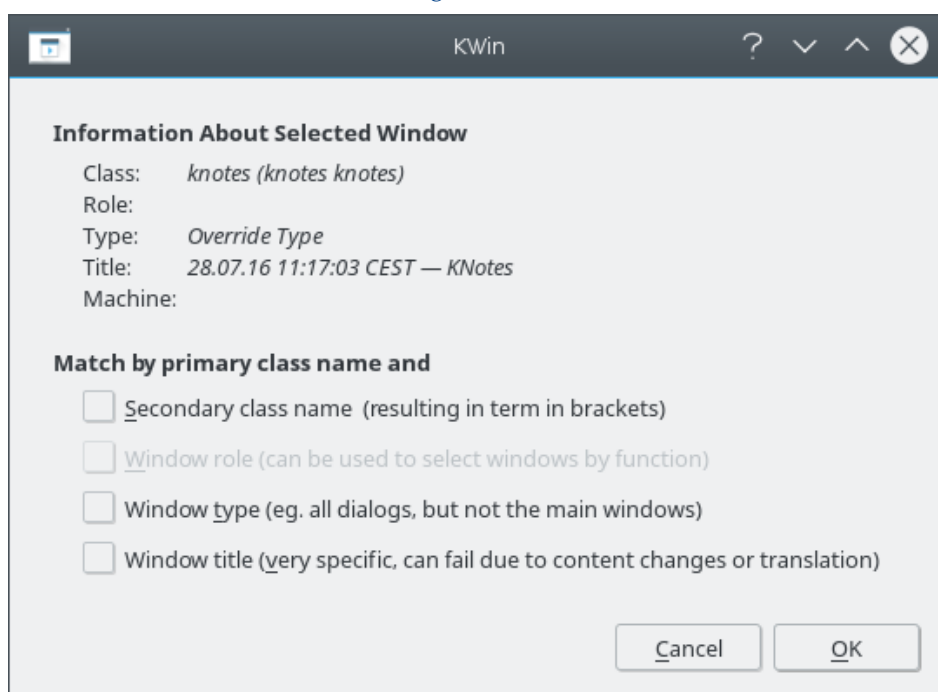 KWin
Information About Selected Window
Class: knotes (knotes knotes)
Role:
Type: Override Type
Title: 28.07.16 11:17:03 CEST — KNotes
Machine:
Match by primary class name and
Secondary class name (resulting in term in brackets)
Window role (can be used to select windows by function)
Window type (eg. all dialogs, but not the main windows)
Window title (very specific, can fail due to content changes or translation)
Cancel OK